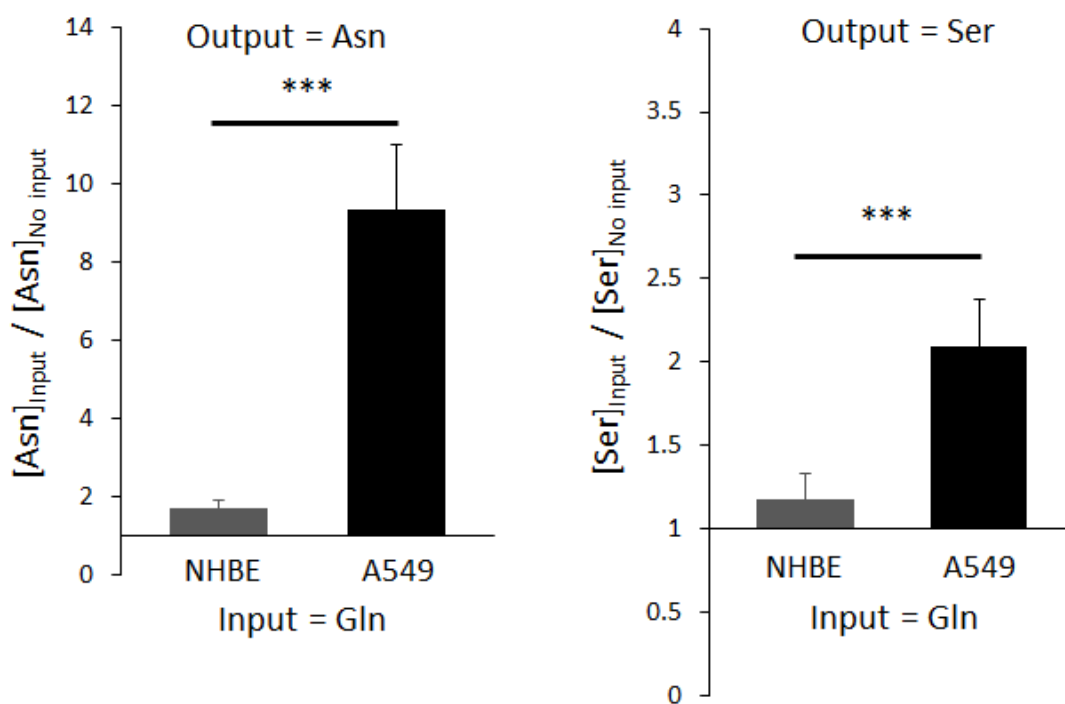 Output = Asn
***
[Asn]Input / [Asn]No input
14
12
10
8
6
4
2
0
NHBE A549
Input = Gln
Output = Ser
***
[Ser]Input / [Ser]No input
4
3.5
3
2.5
2
1.5
1
0.5
0
NHBE A549
Input = Gln